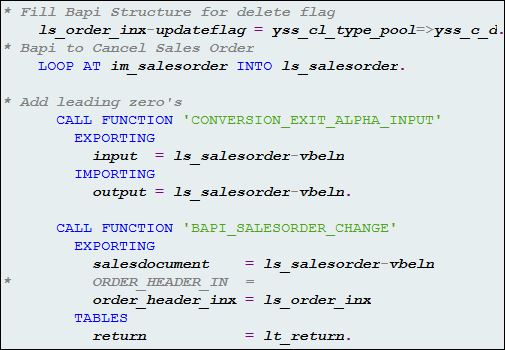 * Fill Bapi Structure for delete flag
ls_order_inx-updateflag = yss_cl_type_pool=>yss_c_d.
* Bapi to Cancel Sales Order
LOOP AT im_salesorder INTO ls_salesorder.
* Add leading zero's
CALL FUNCTION 'CONVERSION_EXIT_ALPHA_INPUT'
EXPORTING
input = ls_salesorder-vbeln
IMPORTING
output = ls_salesorder-vbeln.
CALL FUNCTION 'BAPI_SALESORDER_CHANGE'
EXPORTING
salesdocument = ls_salesorder-vbeln
* ORDER_HEADER_IN =
order_header_inx = ls_order_inx
TABLES
return = lt_return.